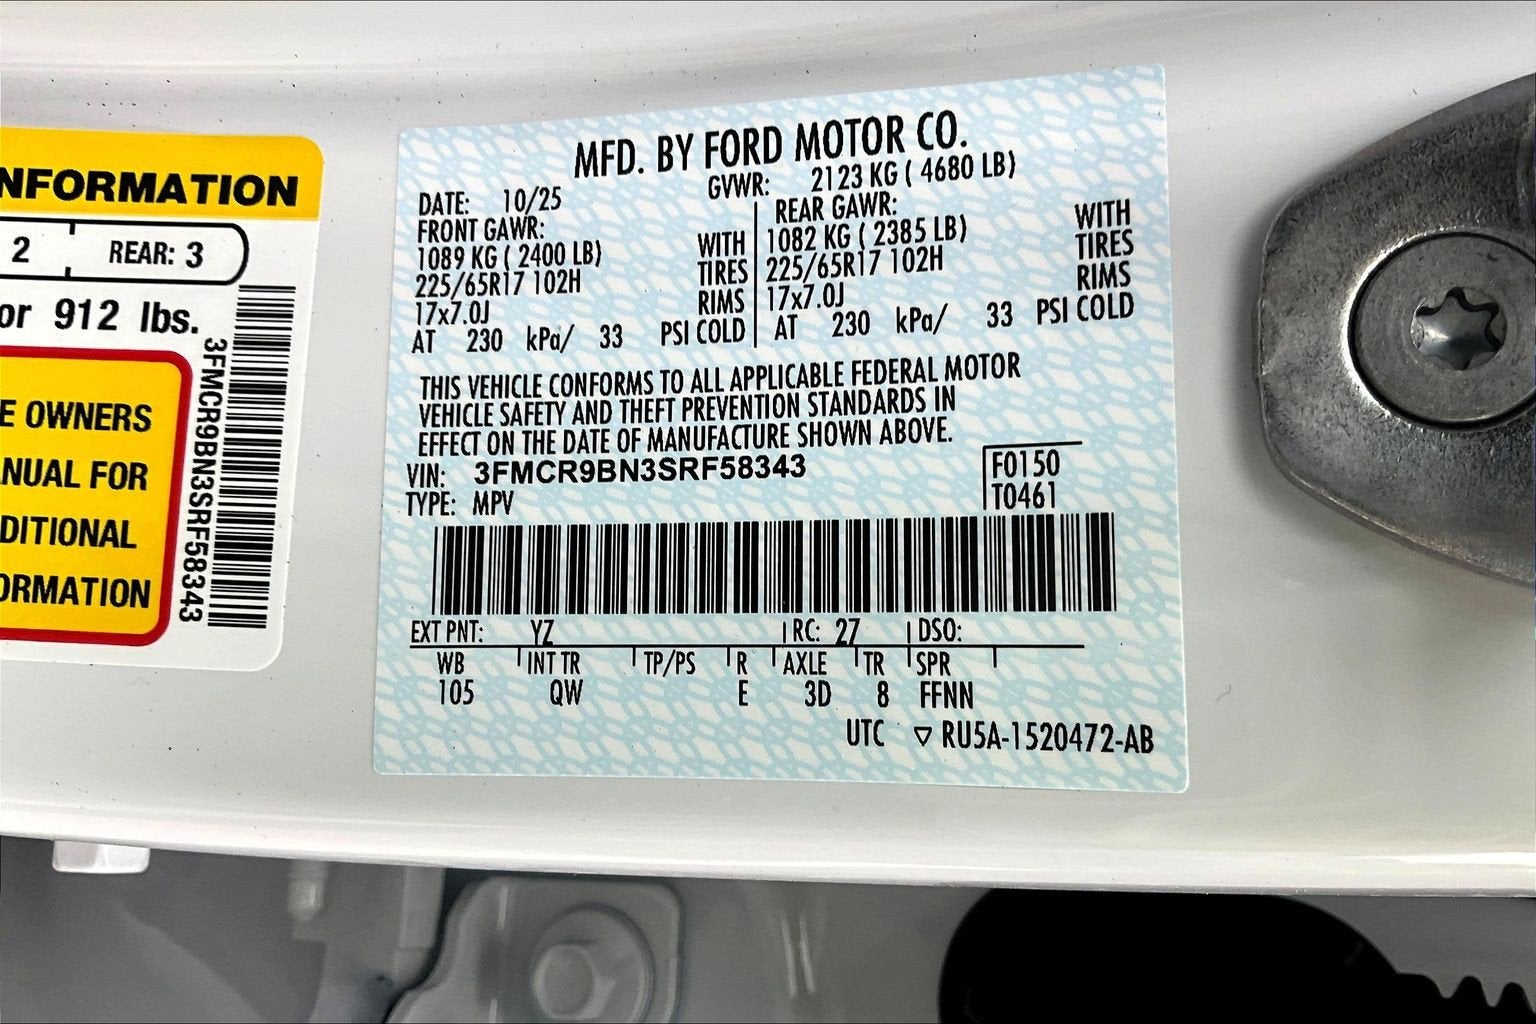 NFORMATION
2 REAR: 3
or 912 lbs.
E OWNERS
NUAL FOR
DITIONAL
ORMATION
3FMCR9BN3SRF58343
MFD. BY FORD MOTOR CO.
DATE: 10/25 GVWR: 2123 KG ( 4680 LB)
FRONT GAWR:
1089 KG ( 2400 LB) WITH
225/65R17 102H TIRES
17x7.0J RIMS
AT 230 kPa/ 33 PSI COLD
REAR GAWR: WITH
1082 KG ( 2385 LB) TIRES
225/65R17 102H RIMS
17x7.0J
AT 230 kPa/ 33 PSI COLD
THIS VEHICLE CONFORMS TO ALL APPLICABLE FEDERAL MOTOR
VEHICLE SAFETY AND THEFT PREVENTION STANDARDS IN
EFFECT ON THE DATE OF MANUFACTURE SHOWN ABOVE.
VIN: 3FMCR9BN3SRF58343 F0150
TYPE: MPV T0461
EXT PNT: YZ RC: 27 DSO:
WB INT TR TP/PS R AXLE TR SPR
105 QW E 3D 8 FFNN
UTC ▽ RU5A-1520472-AB